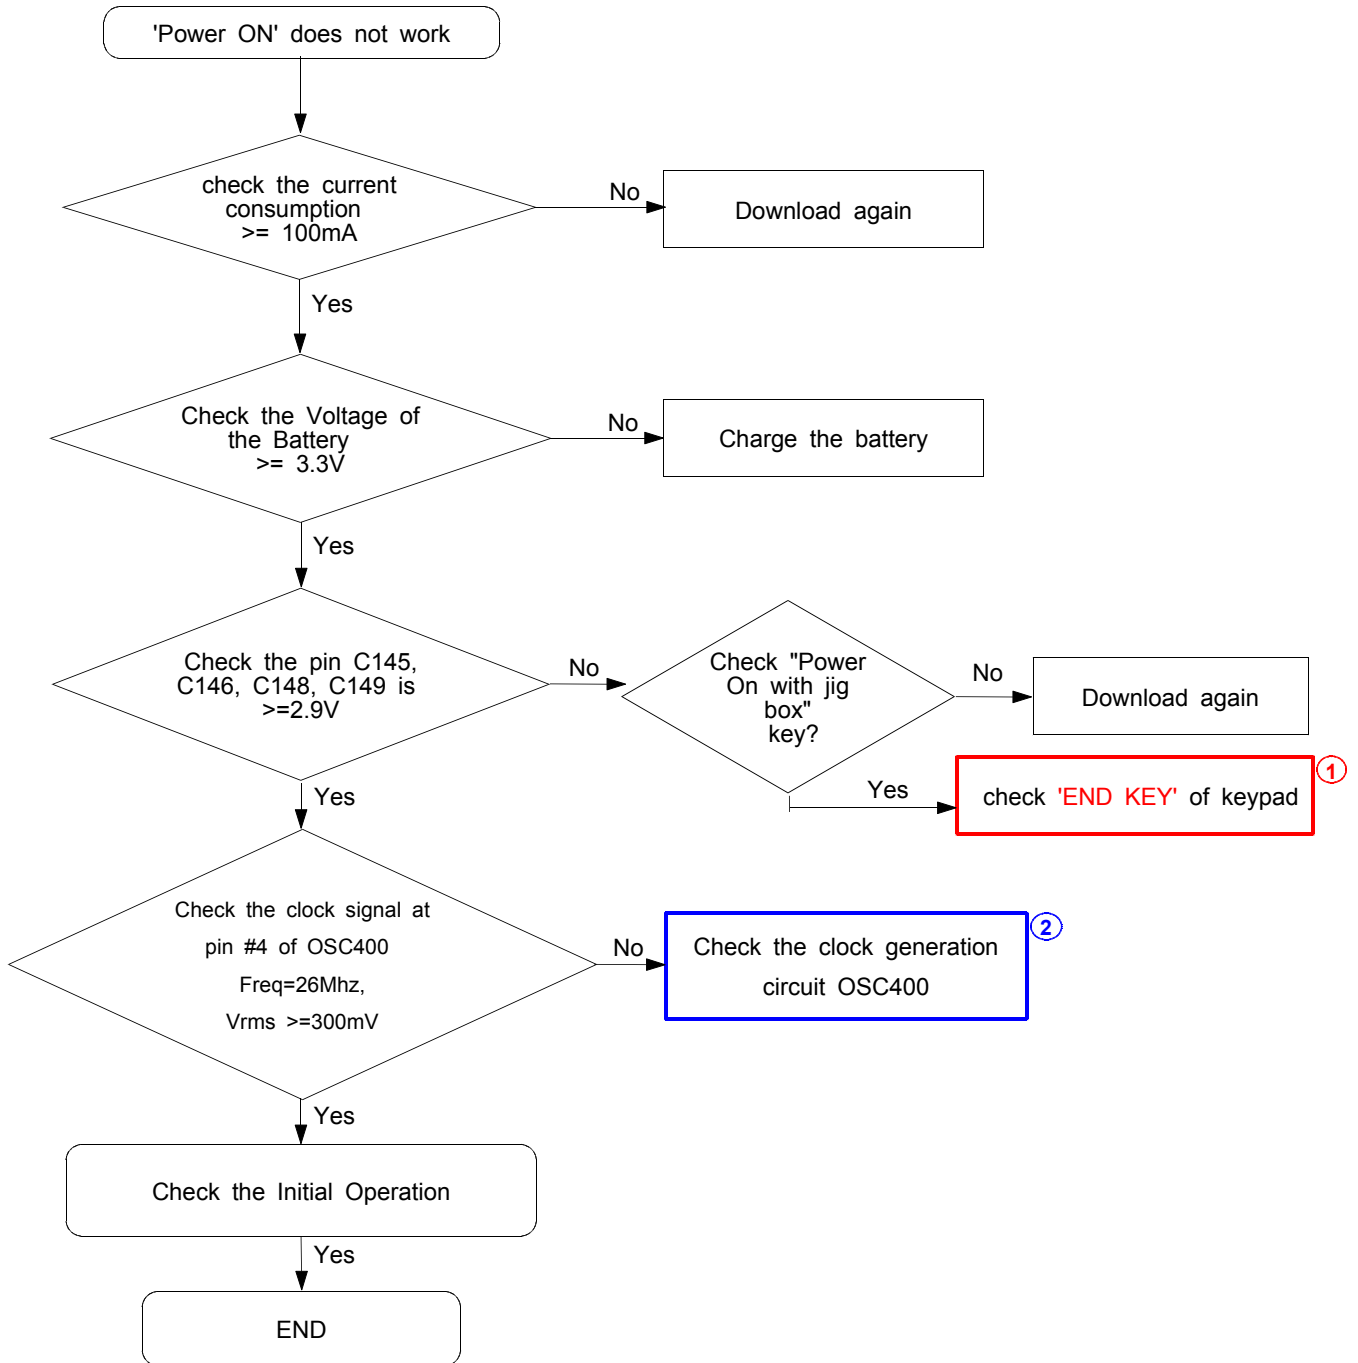 'Power ON' does not work
check the current
consumption
>= 100mA
No
Download again
Yes
Check the Voltage of
the Battery
>= 3.3V
No
Charge the battery
Yes
Check the pin C145,
C146, C148, C149 is
>=2.9V
No
Check "Power
On with jig
box"
key?
No
Download again
Yes
check 'END KEY' of keypad
1
Yes
Check the clock signal at
pin #4 of OSC400
Freq=26Mhz,
Vrms >=300mV
No
Check the clock generation
circuit OSC400
2
Yes
Check the Initial Operation
Yes
END